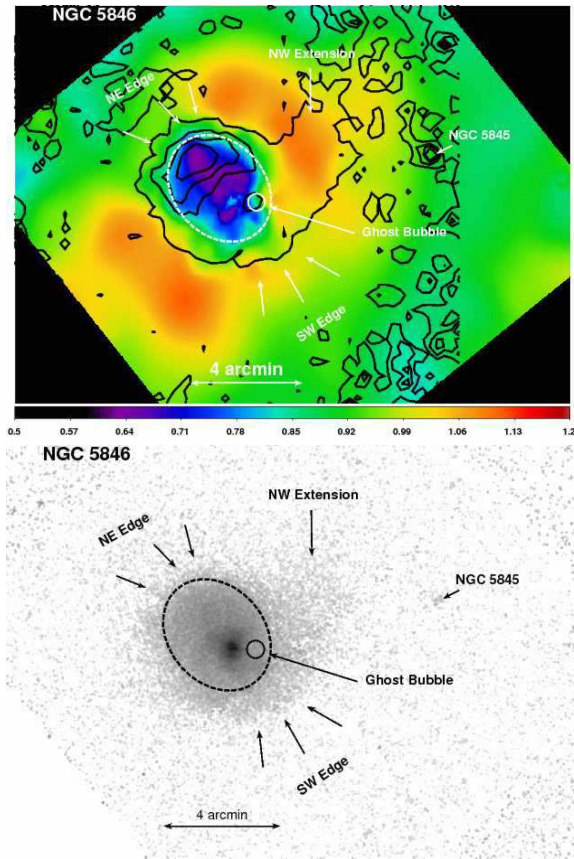 NGC 5846
NW Extension
NE Edge
NGC 5845
Ghost Bubble
SW Edge
4 arcmin
0.5 0.57 0.64 0.71 0.78 0.85 0.92 0.99 1.06 1.13 1.2
NGC 5846
NW Extension
NE Edge
NGC 5845
Ghost Bubble
SW Edge
4 arcmin